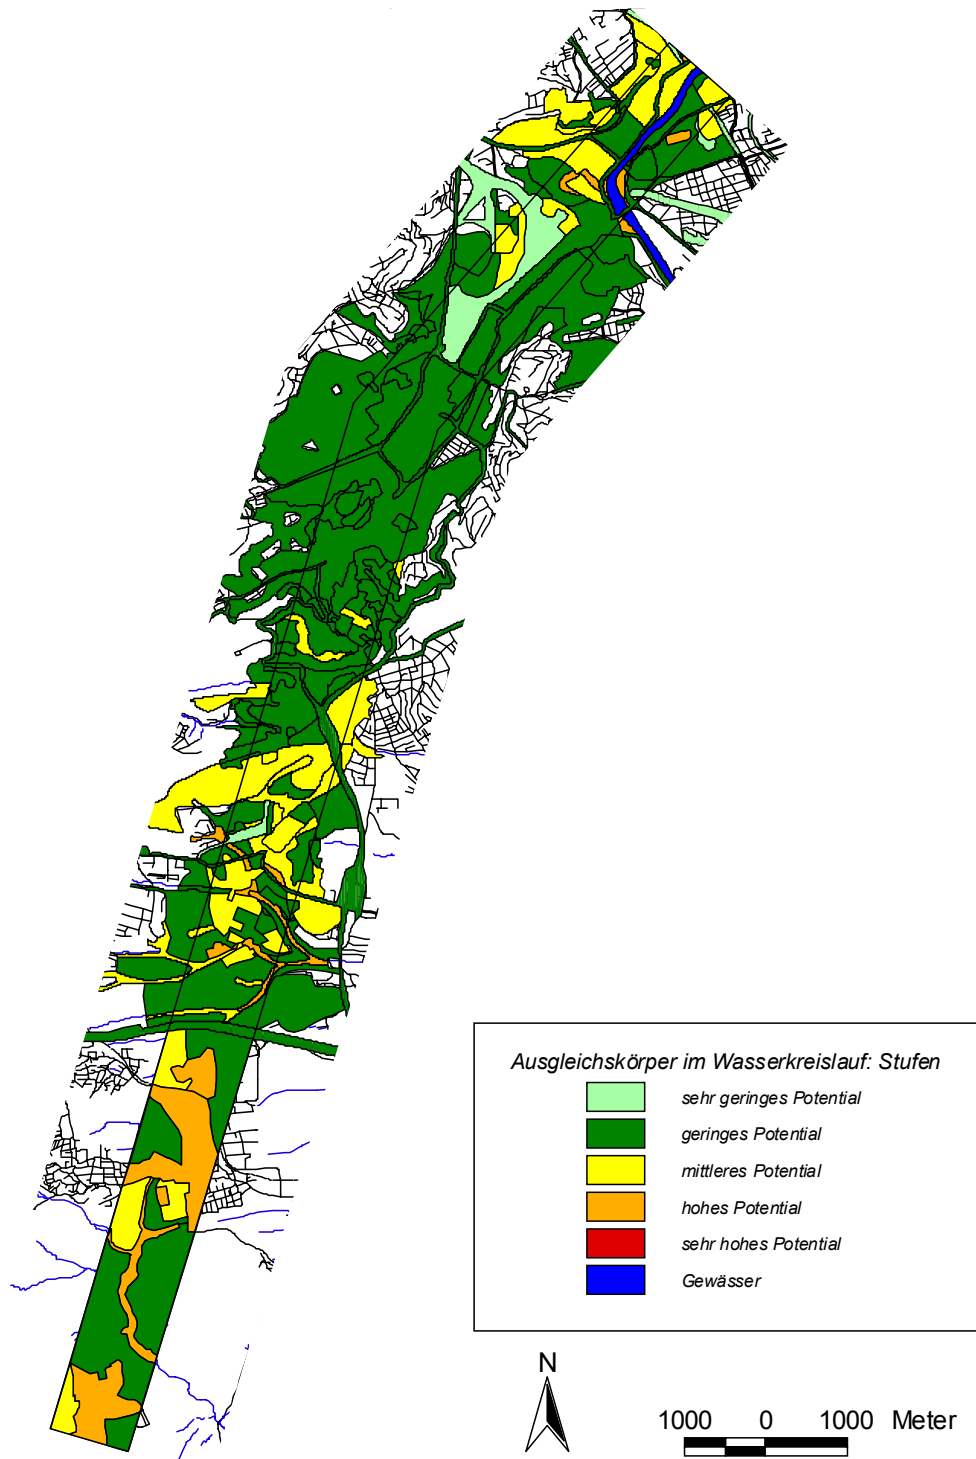 Ausgleichskörper im Wasserkreislauf: Stufen
sehr geringes Potential
geringes Potential
mittleres Potential
hohes Potential
sehr hohes Potential
Gewässer
N
1000 0 1000 Meter